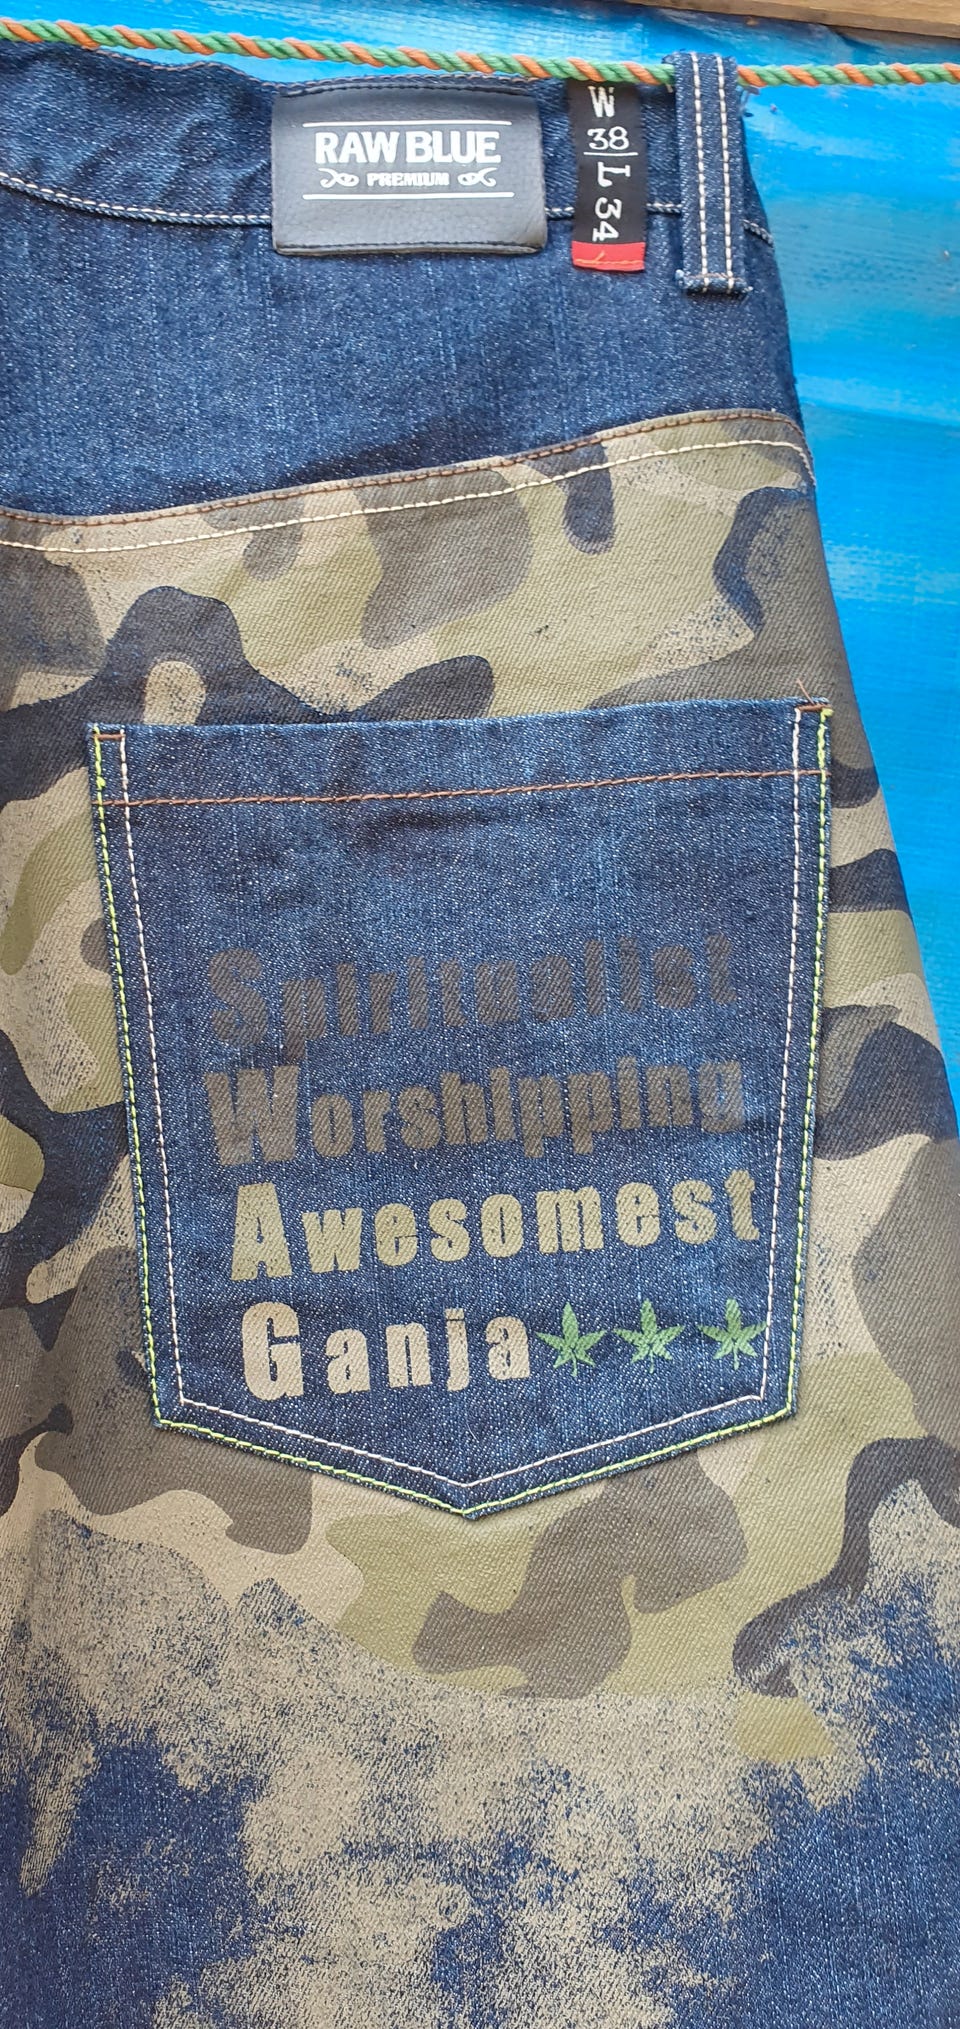 RAW BLUE
PREMIUM
W
38
L 34
Spiritualist
Worshipping
Awesomest
Ganja